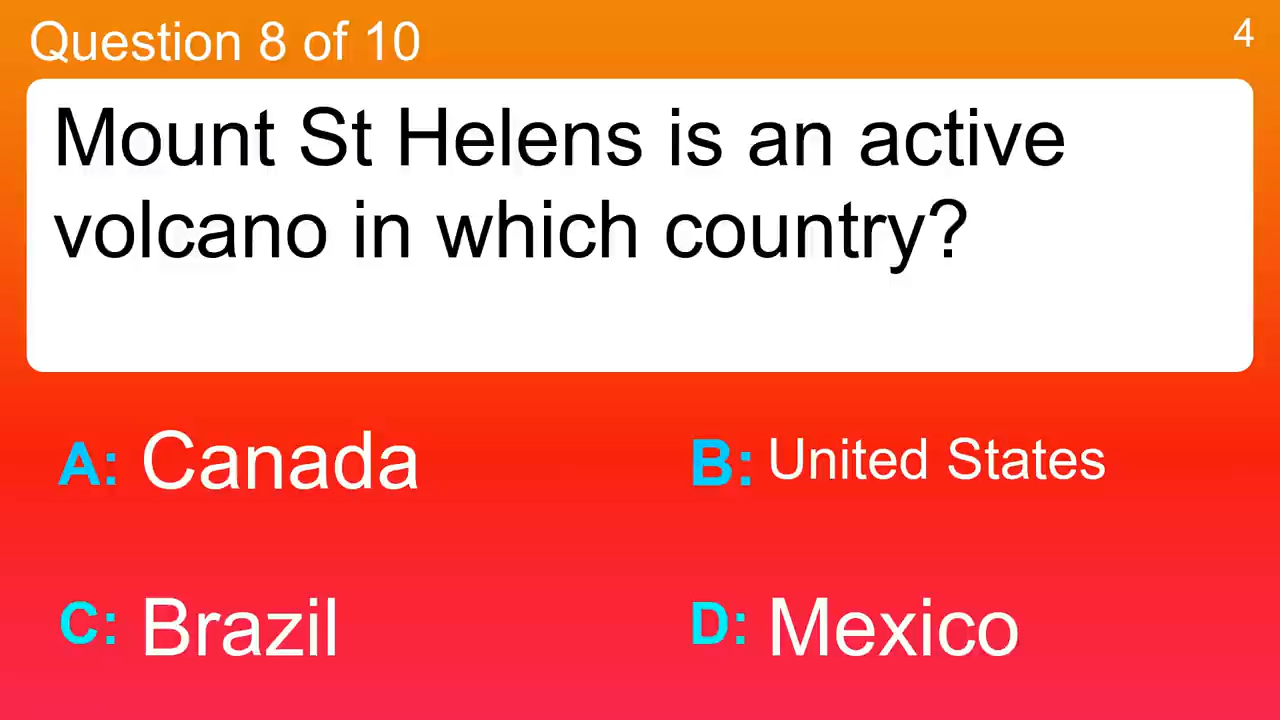 Question 8 of 10
4
Mount St Helens is an active
volcano in which country?
A: Canada
B: United States
C: Brazil
D: Mexico